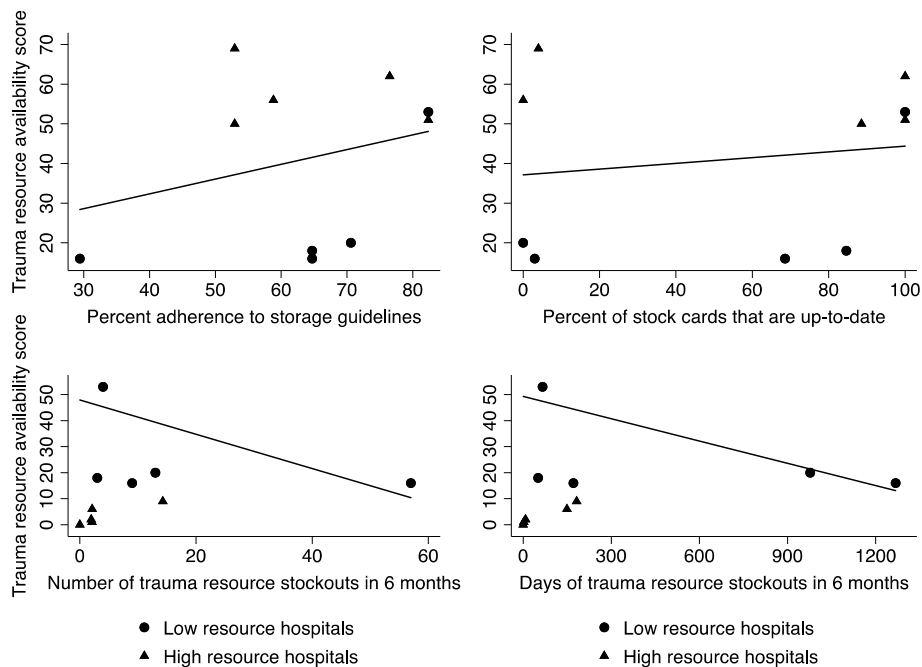 Trauma resource availability score
70
60
50
40
30
20
30 40 50 60 70 80
Percent adherence to storage guidelines
Trauma resource availability score
70
60
50
40
30
20
0 20 40 60 80 100
Percent of stock cards that are up-to-date
Trauma resource availability score
50
40
30
20
10
0
0 20 40 60
Number of trauma resource stockouts in 6 months
50
40
30
20
10
0
0 300 600 900 1200
Days of trauma resource stockouts in 6 months
Low resource hospitals
High resource hospitals
Low resource hospitals
High resource hospitals